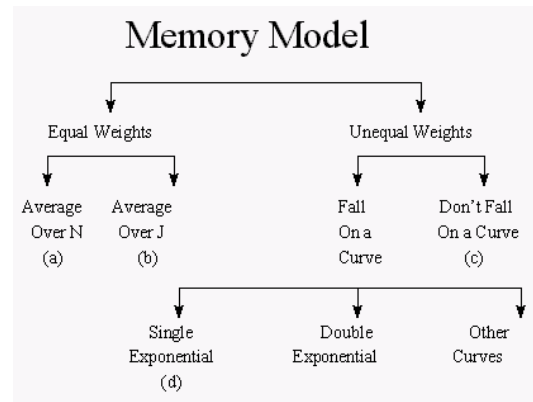 Memory Model
Equal Weights
Unequal Weights
Average
Over N
(a)
Average
Over J
(b)
Fall
On a
Curve
Don't Fall
On a Curve
(c)
Single
Exponential
(d)
Double
Exponential
Other
Curves